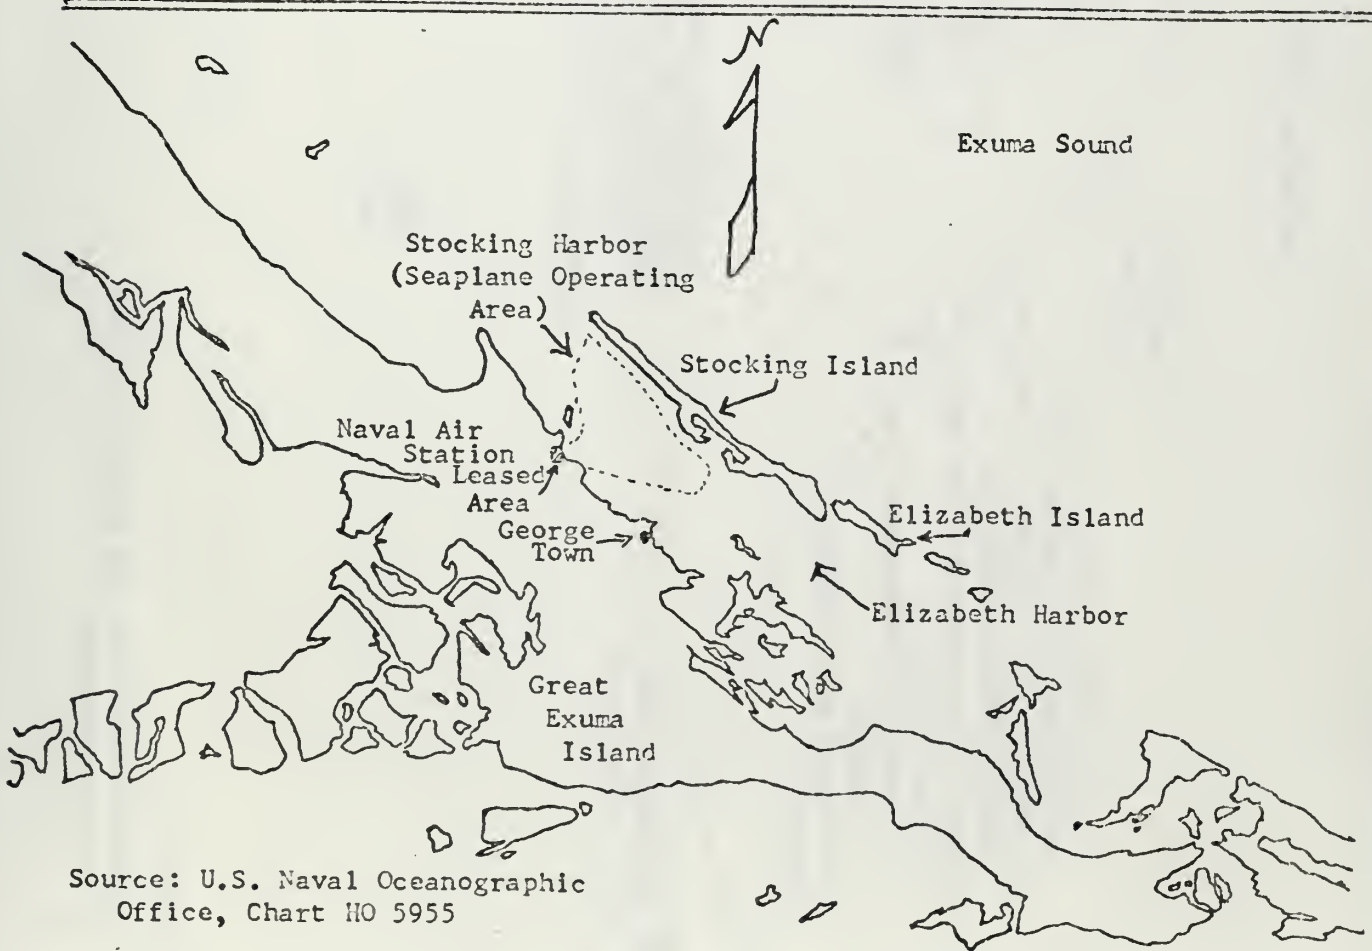 N
Exuma Sound
Stocking Harbor
(Seaplane Operating
Area)
Stocking Island
Naval Air
Station
Leased
Area
George
Town
Elizabeth Island
Elizabeth Harbor
Great
Exuma
Island
Source: U.S. Naval Oceanographic
Office, Chart HO 5955